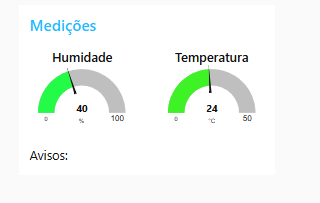 Medições
Humidade Temperatura
40 24
0 % 100 0 °C 50
Avisos: